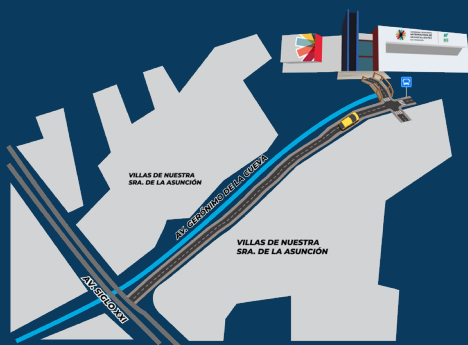 VILLAS DE NUESTRA
SRA. DE LA ASUNCIÓN
AV. GERÓNIMO DE LA CUEVA
VILLAS DE NUESTRA
SRA. DE LA ASUNCIÓN
AV. SIGLO XXI